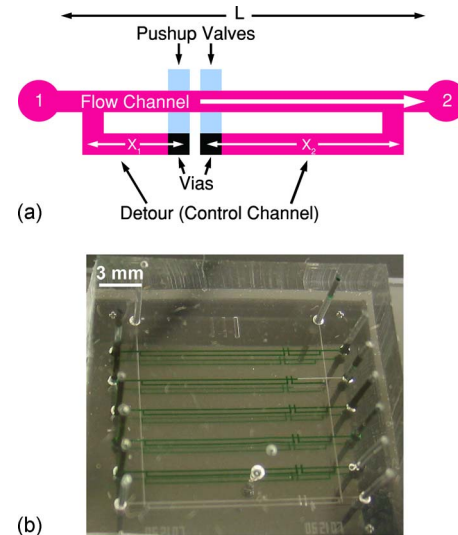 L
Pushup Valves
1
Flow Channel
2
X1
X2
Vias
Detour (Control Channel)
(a)
3 mm
(b)